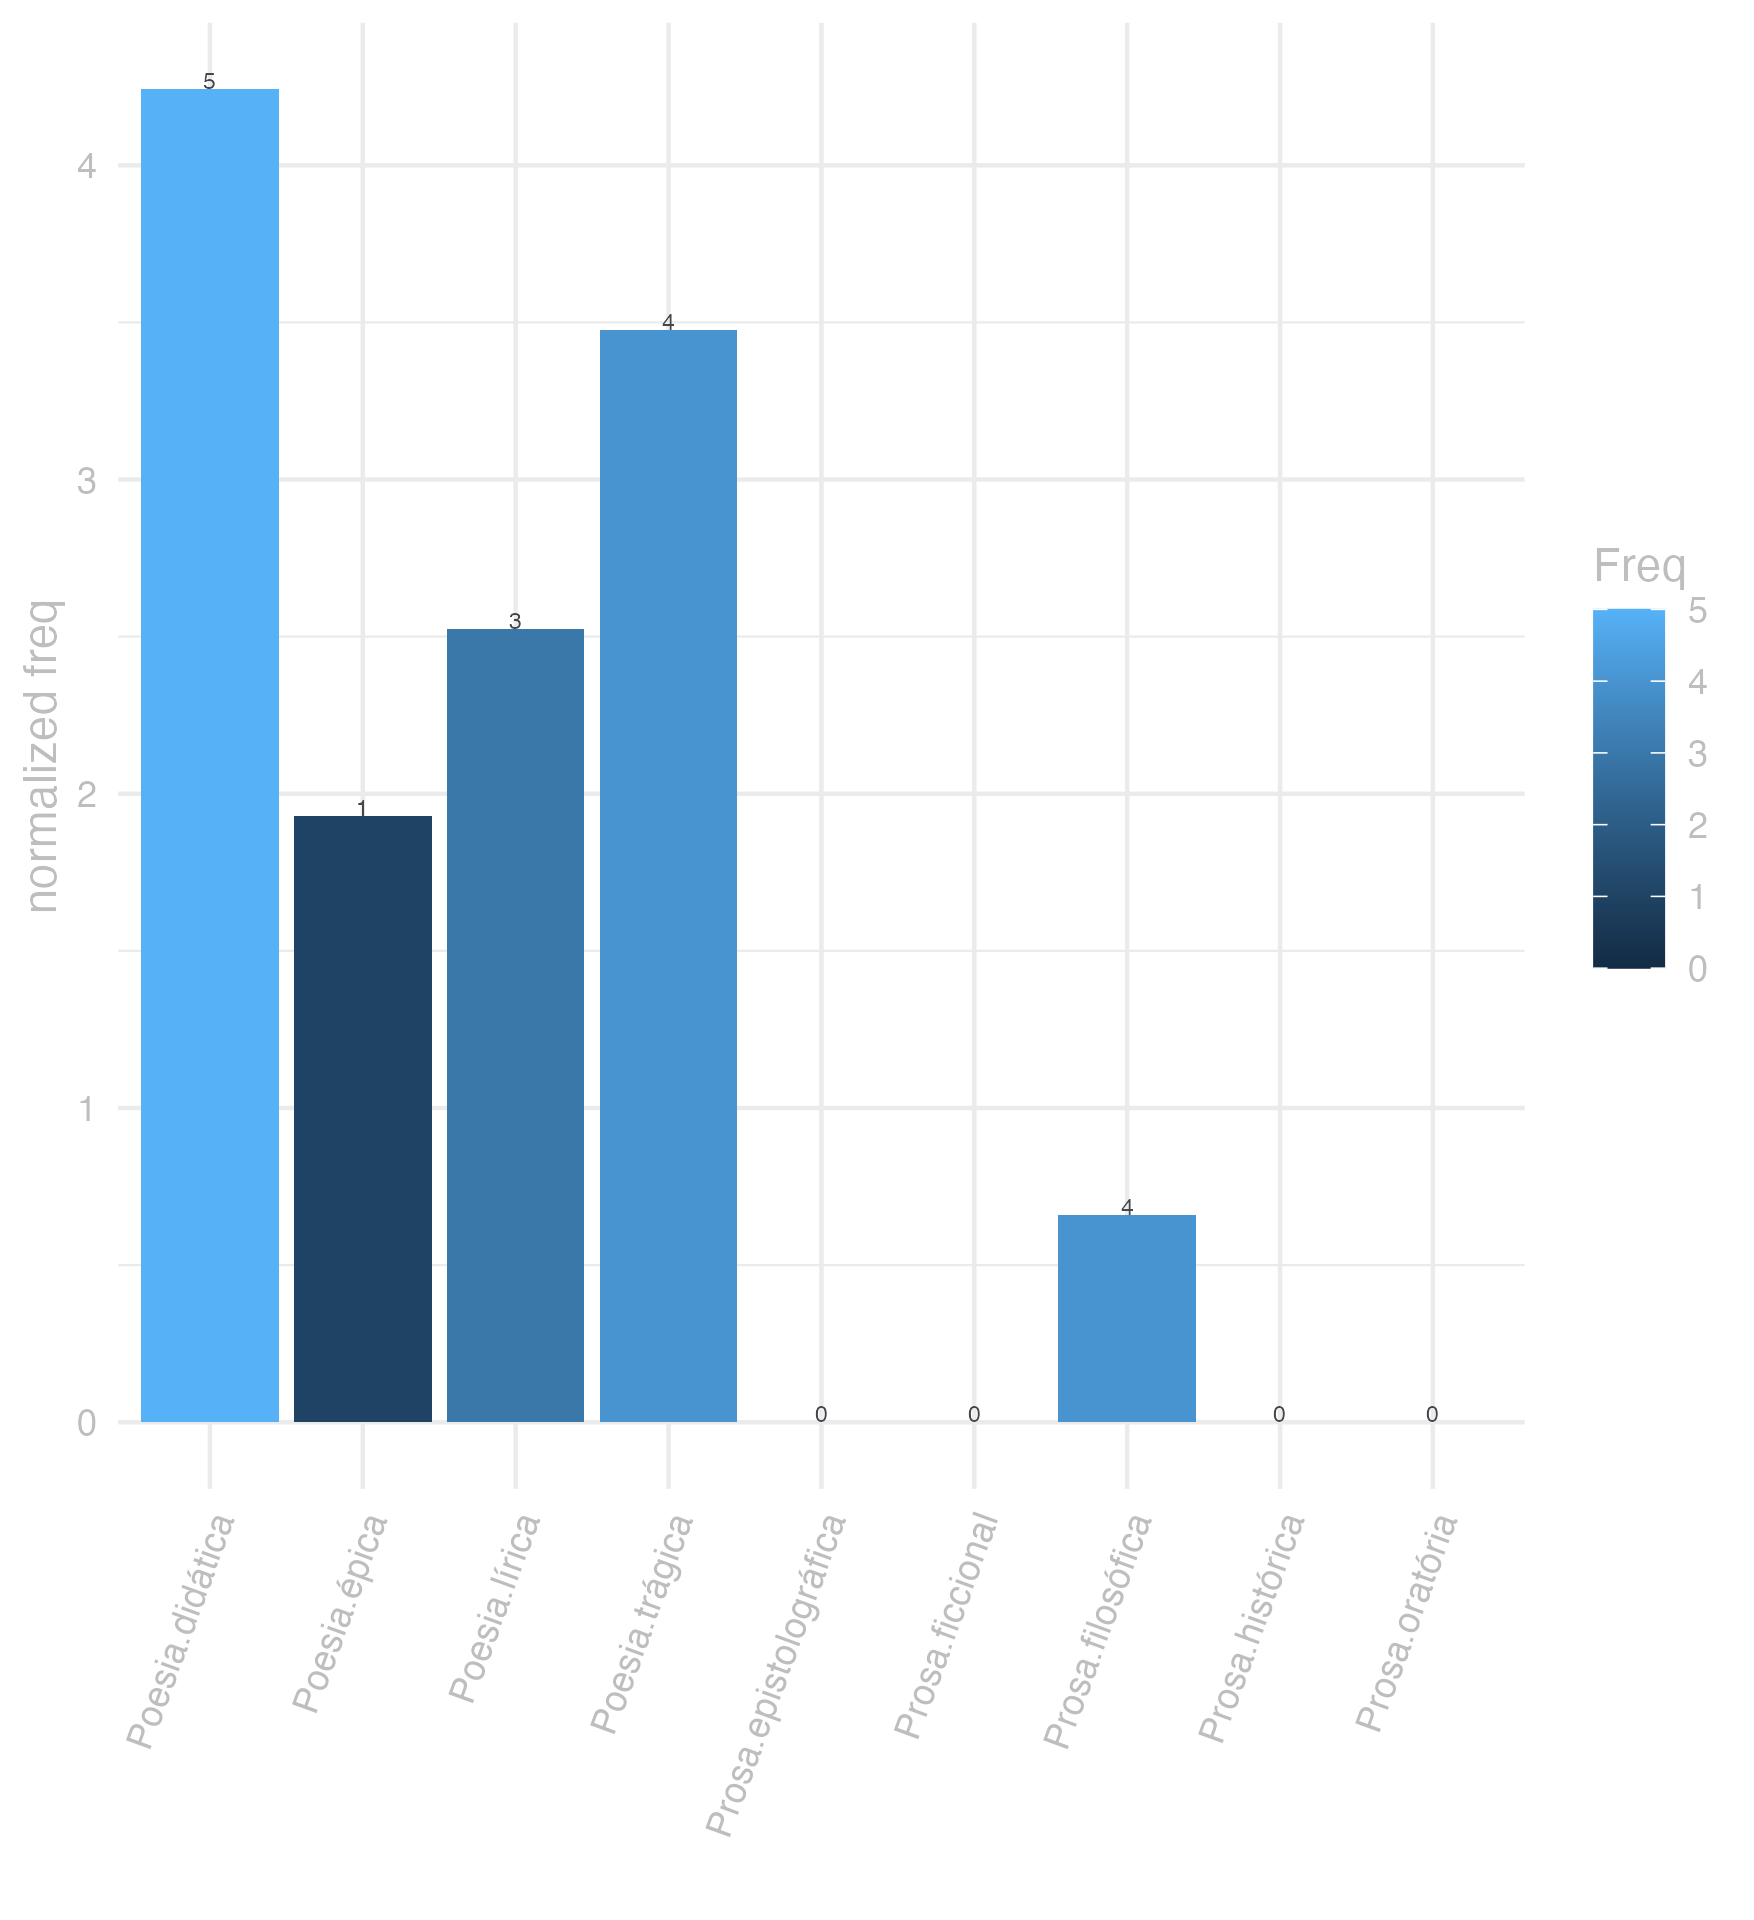 5
4
4
3
3
2
1
1
4
0
0
0
0
0
normalized freq
Poesia.didática
Poesia.épica
Poesia.lírica
Poesia.trágica
Prosa.epistolográfica
Prosa.ficcional
Prosa.filosófica
Prosa.histórica
Prosa.oratória
Freq
5
4
3
2
1
0